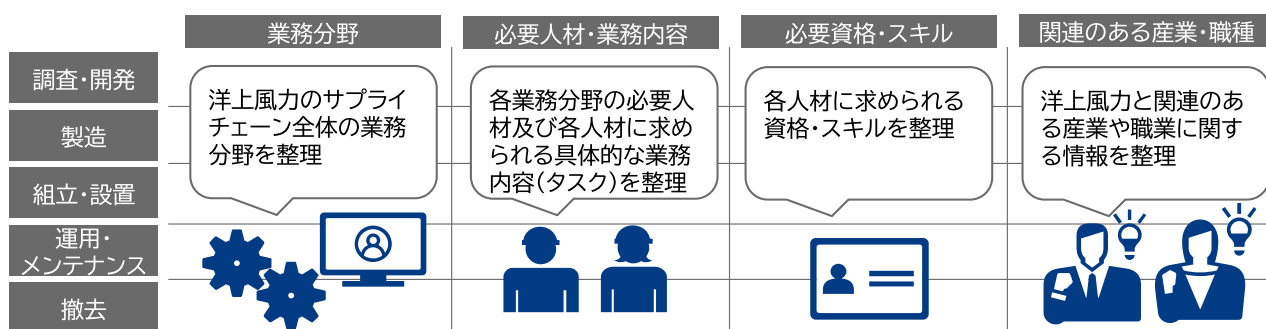 業務分野
必要人材・業務内容
必要資格・スキル
関連のある産業・職種
調査・開発
製造
組立・設置
運用・
メンテナンス
撤去
洋上風力のサプライ
チェーン全体の業務
分野を整理
各業務分野の必要人
材及び各人材に求め
られる具体的な業務
内容(タスク)を整理
各人材に求められる
資格・スキルを整理
洋上風力と関連のあ
る産業や職業に関す
る情報を整理